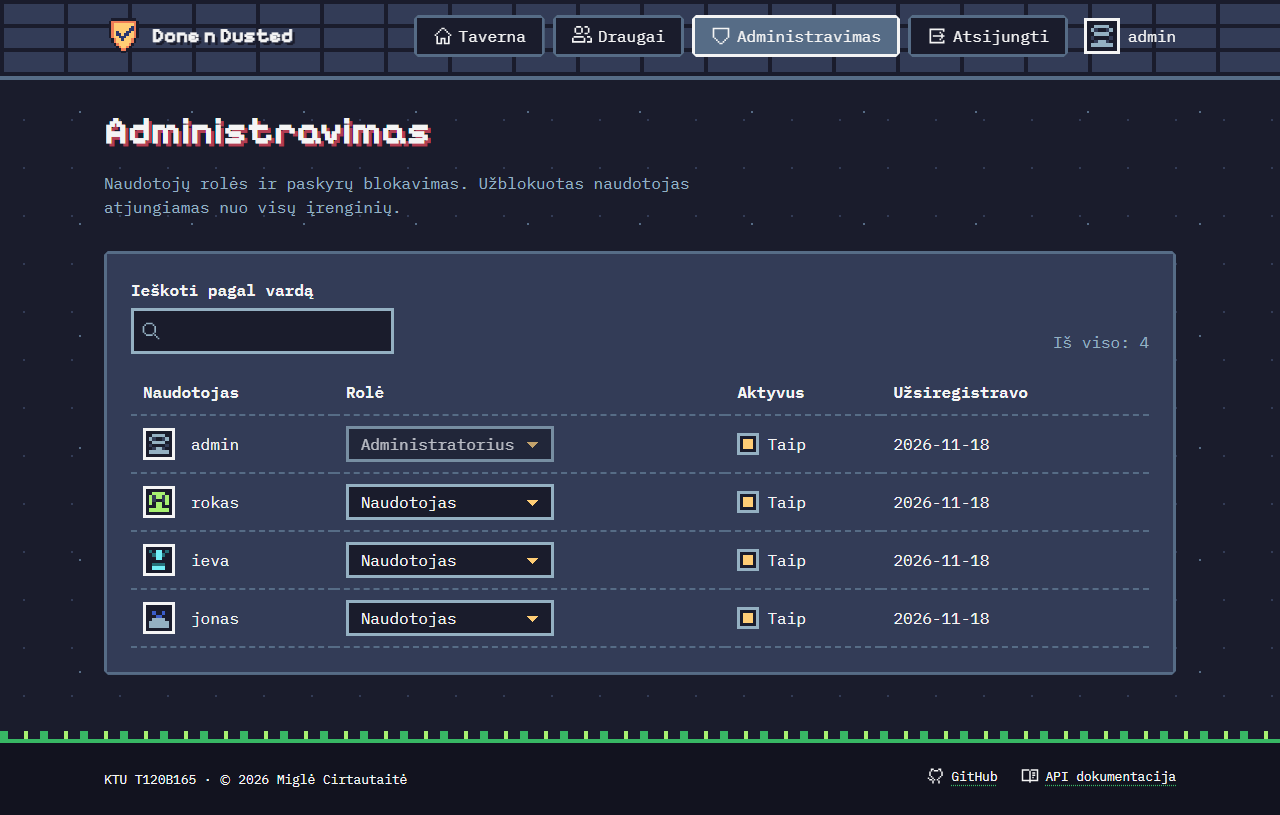 Done n Dusted
Taverna
Draugai
Administravimas
Atsijungti
admin
Administravimas
Naudotojų rolės ir paskyrų blokavimas. Užblokuotas naudotojas
atjungiamas nuo visų įrenginių.
Ieškoti pagal vardą
Iš viso: 4
Naudotojas Rolė Aktyvus Užsiregistravo
admin Administratorius Taip 2026-11-18
rokas Naudotojas Taip 2026-11-18
ieva Naudotojas Taip 2026-11-18
jonas Naudotojas Taip 2026-11-18
KTU T120B165 · © 2026 Miglė Cirtautaitė
GitHub
API dokumentacija